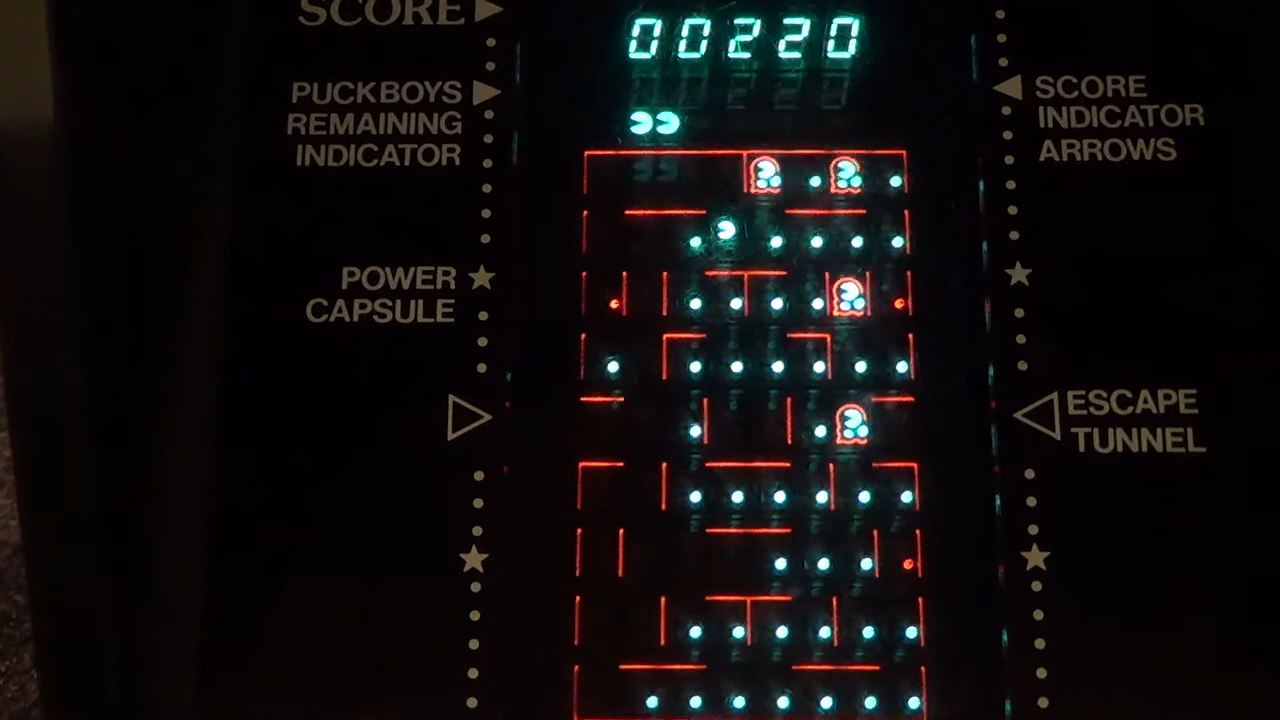 SCORE
00220
PUCKBOYS
REMAINING
INDICATOR
SCORE
INDICATOR
ARROWS
POWER
CAPSULE
ESCAPE
TUNNEL